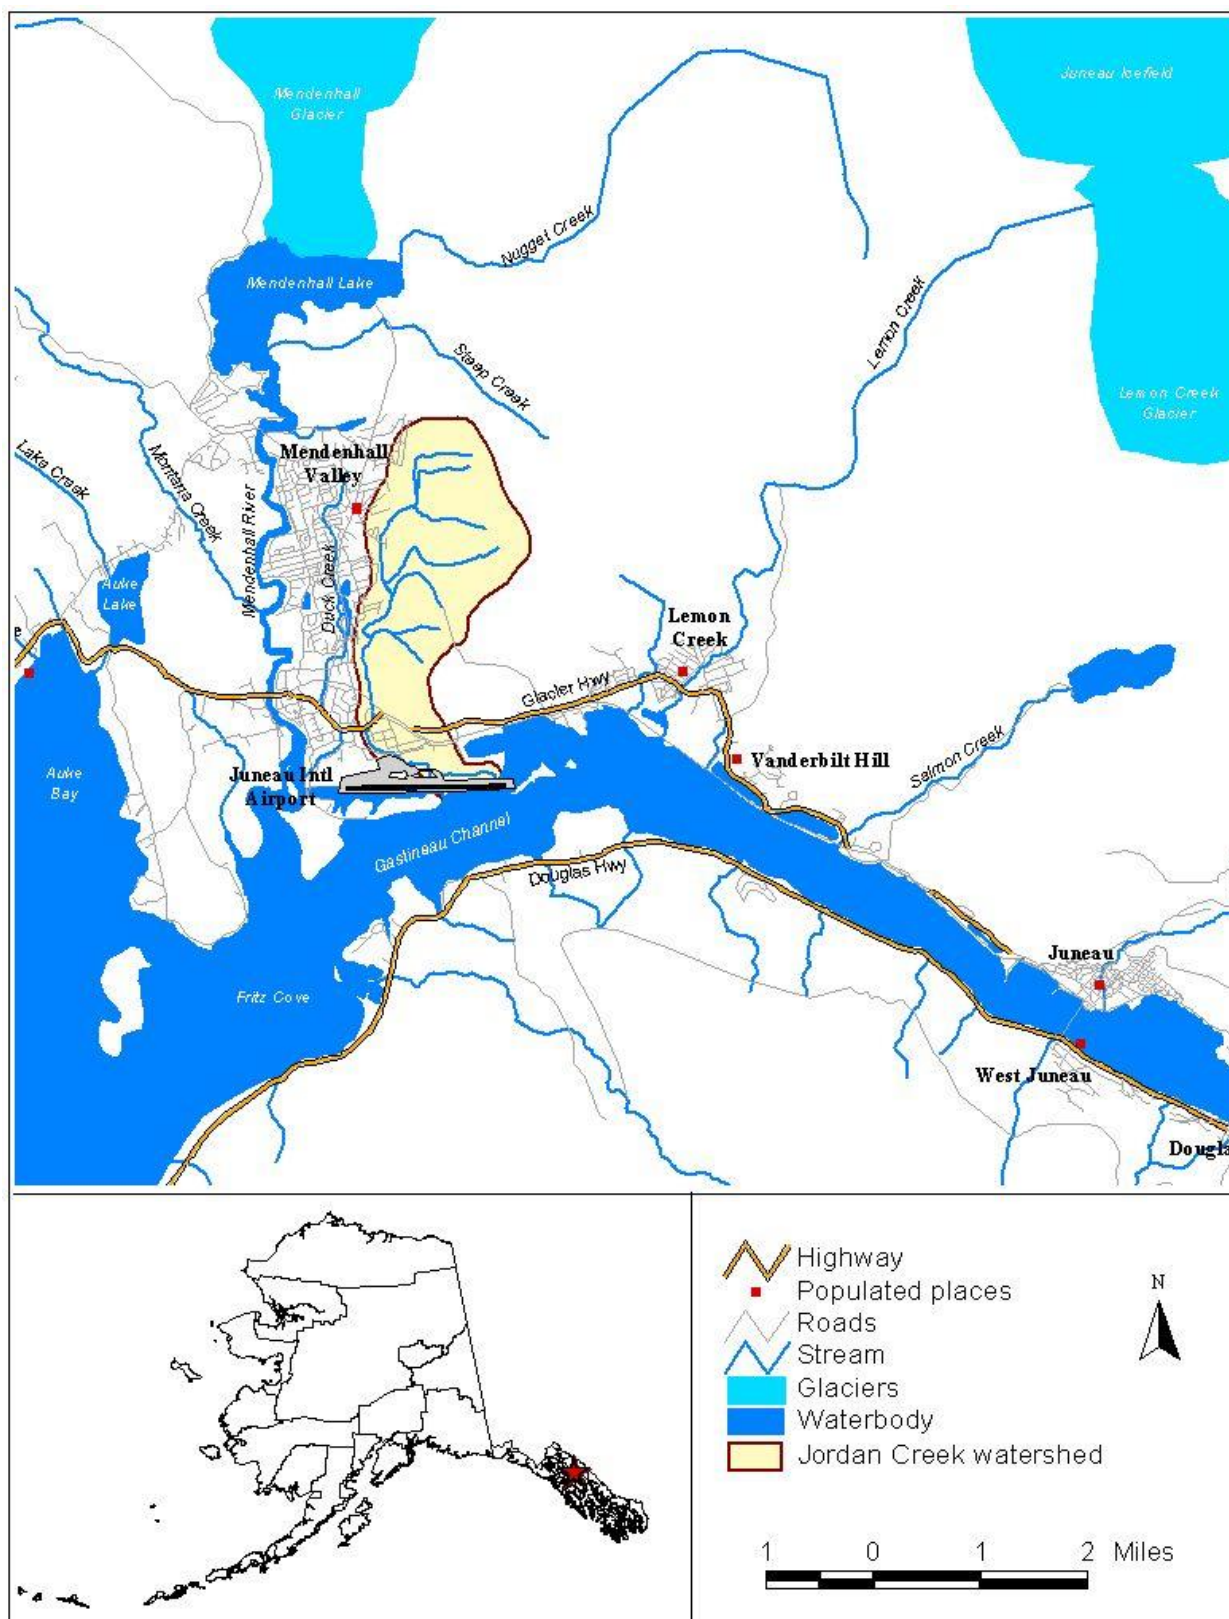 Mendenhall
Glacier
Juneau Icefield
Nugget Creek
Mendenhall Lake
Lemon Creek
Steep Creek
Lemon Creek
Glacier
Lake Creek
Montana Creek
Mendenhall
Valley
Mendenhall River
Duck Creek
Auke
Lake
e
Lemon
Creek
Glacier Hwy
Salmon Creek
Vanderbilt Hill
Auke
Bay
Juneau Intl
Airport
Gastineau Channel
Douglas Hwy
Juneau
Fritz Cove
West Juneau
Dougla
Highway
Populated places
Roads
Stream
Glaciers
Waterbody
Jordan Creek watershed
N
1 0 1 2 Miles